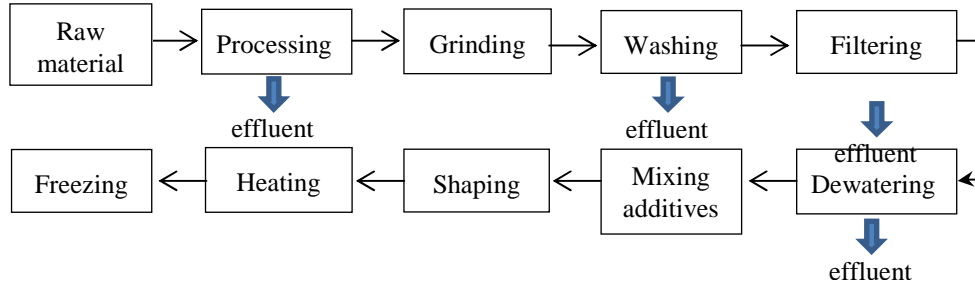 Raw
material
Processing
Grinding
Washing
Filtering
effluent
effluent
effluent
Freezing
Heating
Shaping
Mixing
additives
Dewatering
effluent